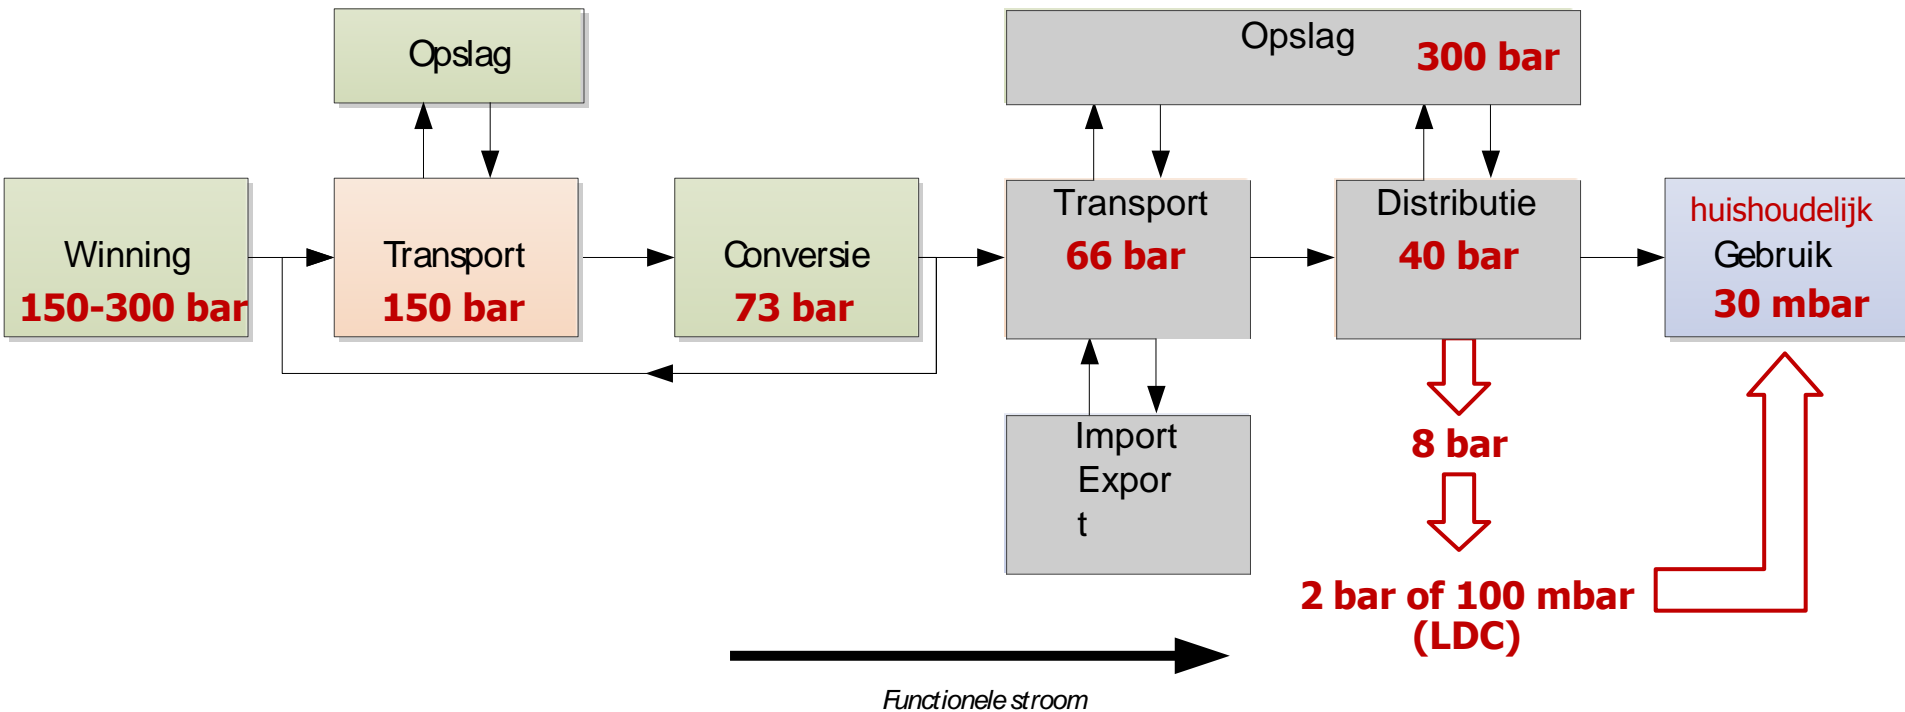 Opslag
Opslag
300 bar
Winning
150-300 bar
Transport
150 bar
Conversie
73 bar
Transport
66 bar
Distributie
40 bar
huishoudelijk
Gebruik
30 mbar
Import
Expor
t
8 bar
2 bar of 100 mbar
(LDC)
Functionele stroom